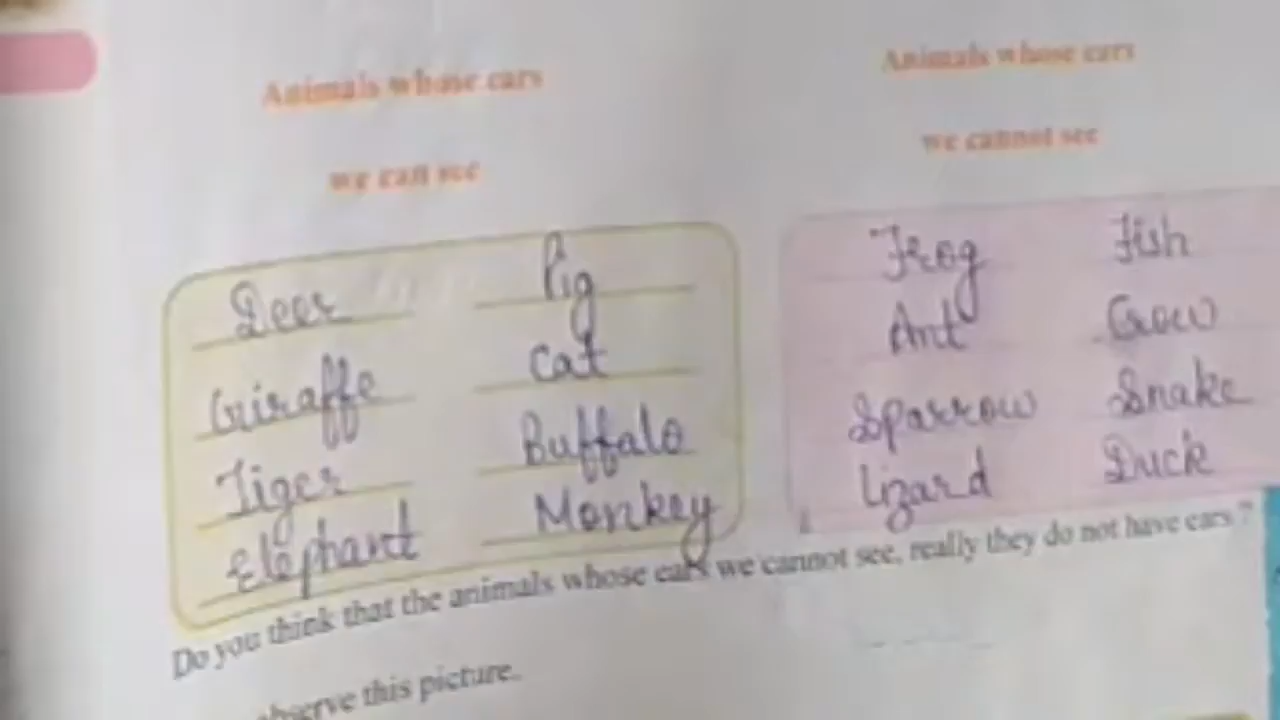 Animals whose ears
we can see
Deer Pig
Giraffe Cat
Tiger Buffalo
Elephant Monkey
Animals whose ears
we cannot see
Frog Fish
Ant Crow
Sparrow Snake
Lizard Duck
Do you think that the animals whose ears we cannot see, really they do not have ears ?
observe this picture.